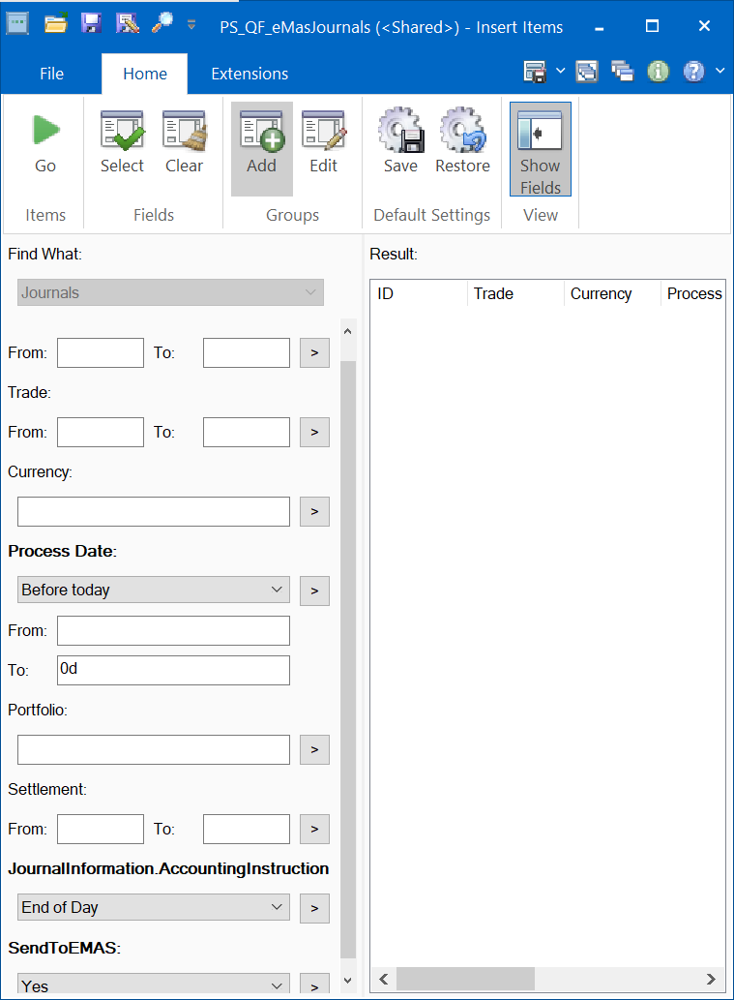 PS_QF_eMasJournals (<Shared>) - Insert Items
File Home Extensions
Go Select Clear Add Edit Save Restore Show Fields
Items Fields Groups Default Settings View
Find What:
Journals
From: To: >
Trade:
From: To: >
Currency:
>
Process Date:
Before today >
From:
To: 0d
Portfolio:
>
Settlement:
From: To: >
JournalInformation.AccountingInstruction
End of Day >
SendToEMAS:
Yes >
Result:
ID Trade Currency Process